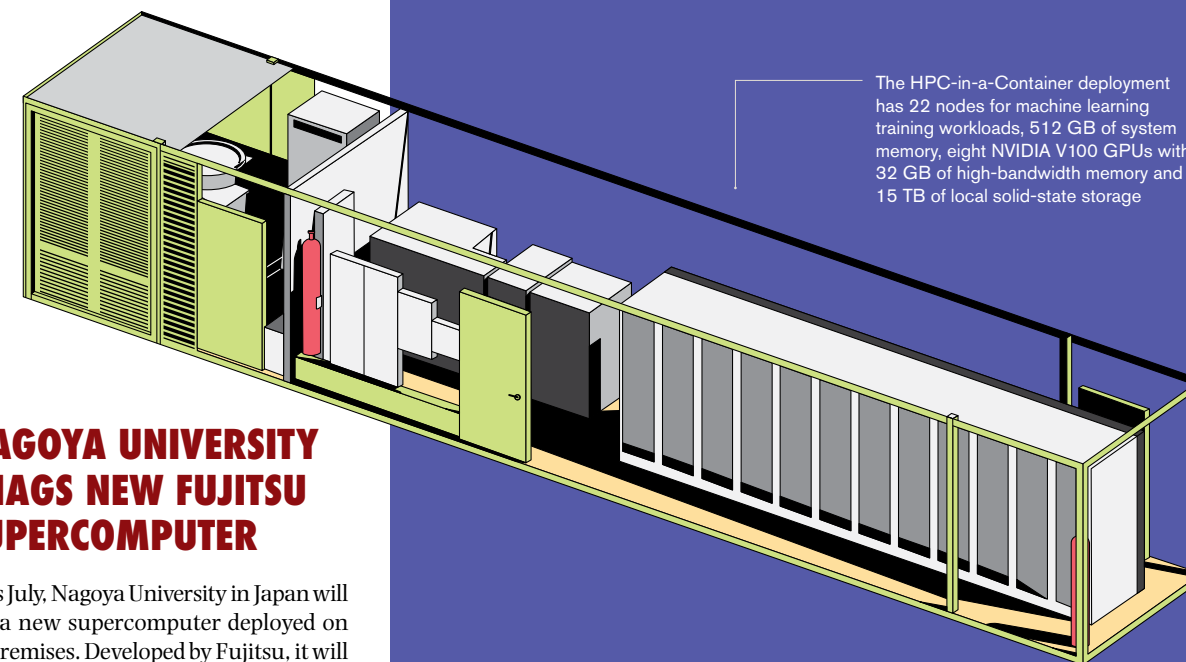 The HPC-in-a-Container deployment
has 22 nodes for machine learning
training workloads, 512 GB of system
memory, eight NVIDIA V100 GPUs with
32 GB of high-bandwidth memory and
15 TB of local solid-state storage
AGOYA UNIVERSITY
AGS NEW FUJITSU
PERCOMPUTER
s July, Nagoya University in Japan will
a new supercomputer deployed on
remises. Developed by Fujitsu, it will